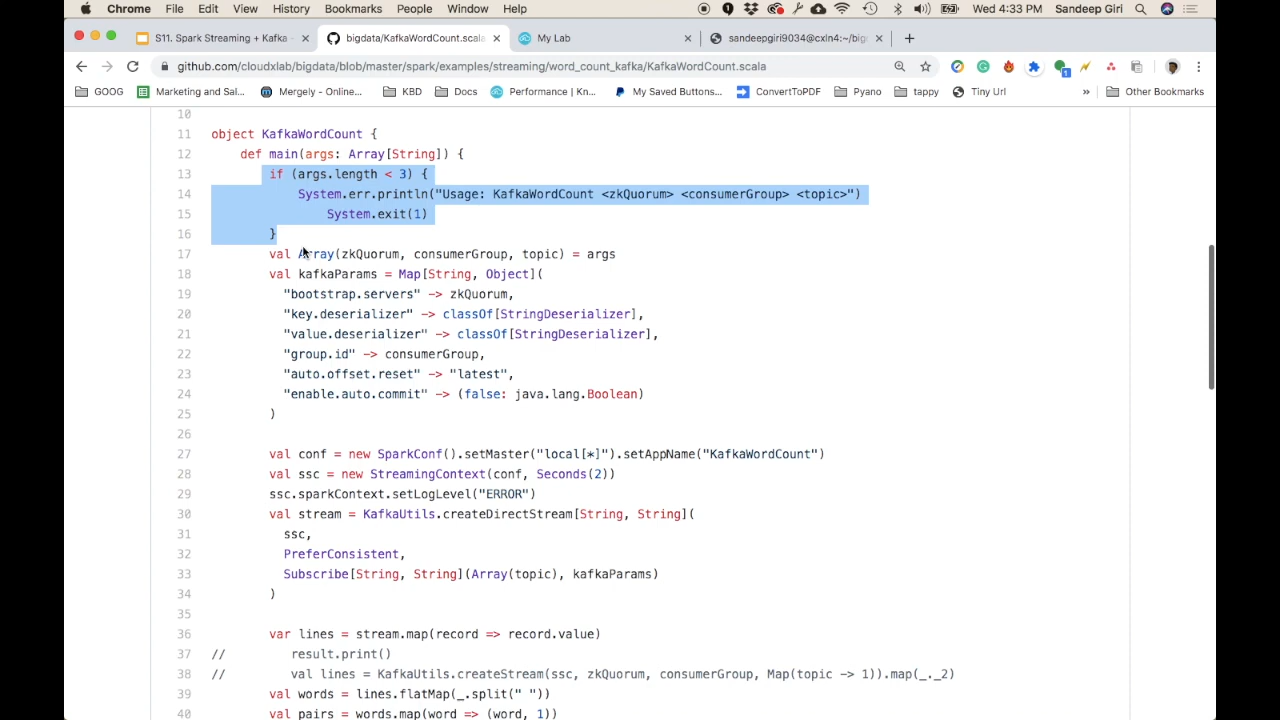 Chrome File Edit View History Bookmarks People Window Help Wed 4:33 PM Sandeep Giri
S11. Spark Streaming + Kafka - bigdata/KafkaWordCount.scala My Lab sandeepgiri9034@cxln4:~/big
github.com/cloudxlab/bigdata/blob/master/spark/examples/streaming/word_count_kafka/KafkaWordCount.scala
GOOG Marketing and Sal... Mergely - Online... KBD Docs Performance | Kn... My Saved Buttons... ConvertToPDF Pyano tappy Tiny Url » Other Bookmarks
10
11 object KafkaWordCount {
12 def main(args: Array[String]) {
13 if (args.length < 3) {
14 System.err.println("Usage: KafkaWordCount <zkQuorum> <consumerGroup> <topic>")
15 System.exit(1)
16 }
17 val Array(zkQuorum, consumerGroup, topic) = args
18 val kafkaParams = Map[String, Object](
19 "bootstrap.servers" -> zkQuorum,
20 "key.deserializer" -> classOf[StringDeserializer],
21 "value.deserializer" -> classOf[StringDeserializer],
22 "group.id" -> consumerGroup,
23 "auto.offset.reset" -> "latest",
24 "enable.auto.commit" -> (false: java.lang.Boolean)
25 )
26
27 val conf = new SparkConf().setMaster("local[*]").setAppName("KafkaWordCount")
28 val ssc = new StreamingContext(conf, Seconds(2))
29 ssc.sparkContext.setLogLevel("ERROR")
30 val stream = KafkaUtils.createDirectStream[String, String](
31 ssc,
32 PreferConsistent,
33 Subscribe[String, String](Array(topic), kafkaParams)
34 )
35
36 var lines = stream.map(record => record.value)
37 // result.print()
38 // val lines = KafkaUtils.createStream(ssc, zkQuorum, consumerGroup, Map(topic -> 1)).map(_._2)
39 val words = lines.flatMap(_.split(" "))
40 val pairs = words.map(word => (word, 1))